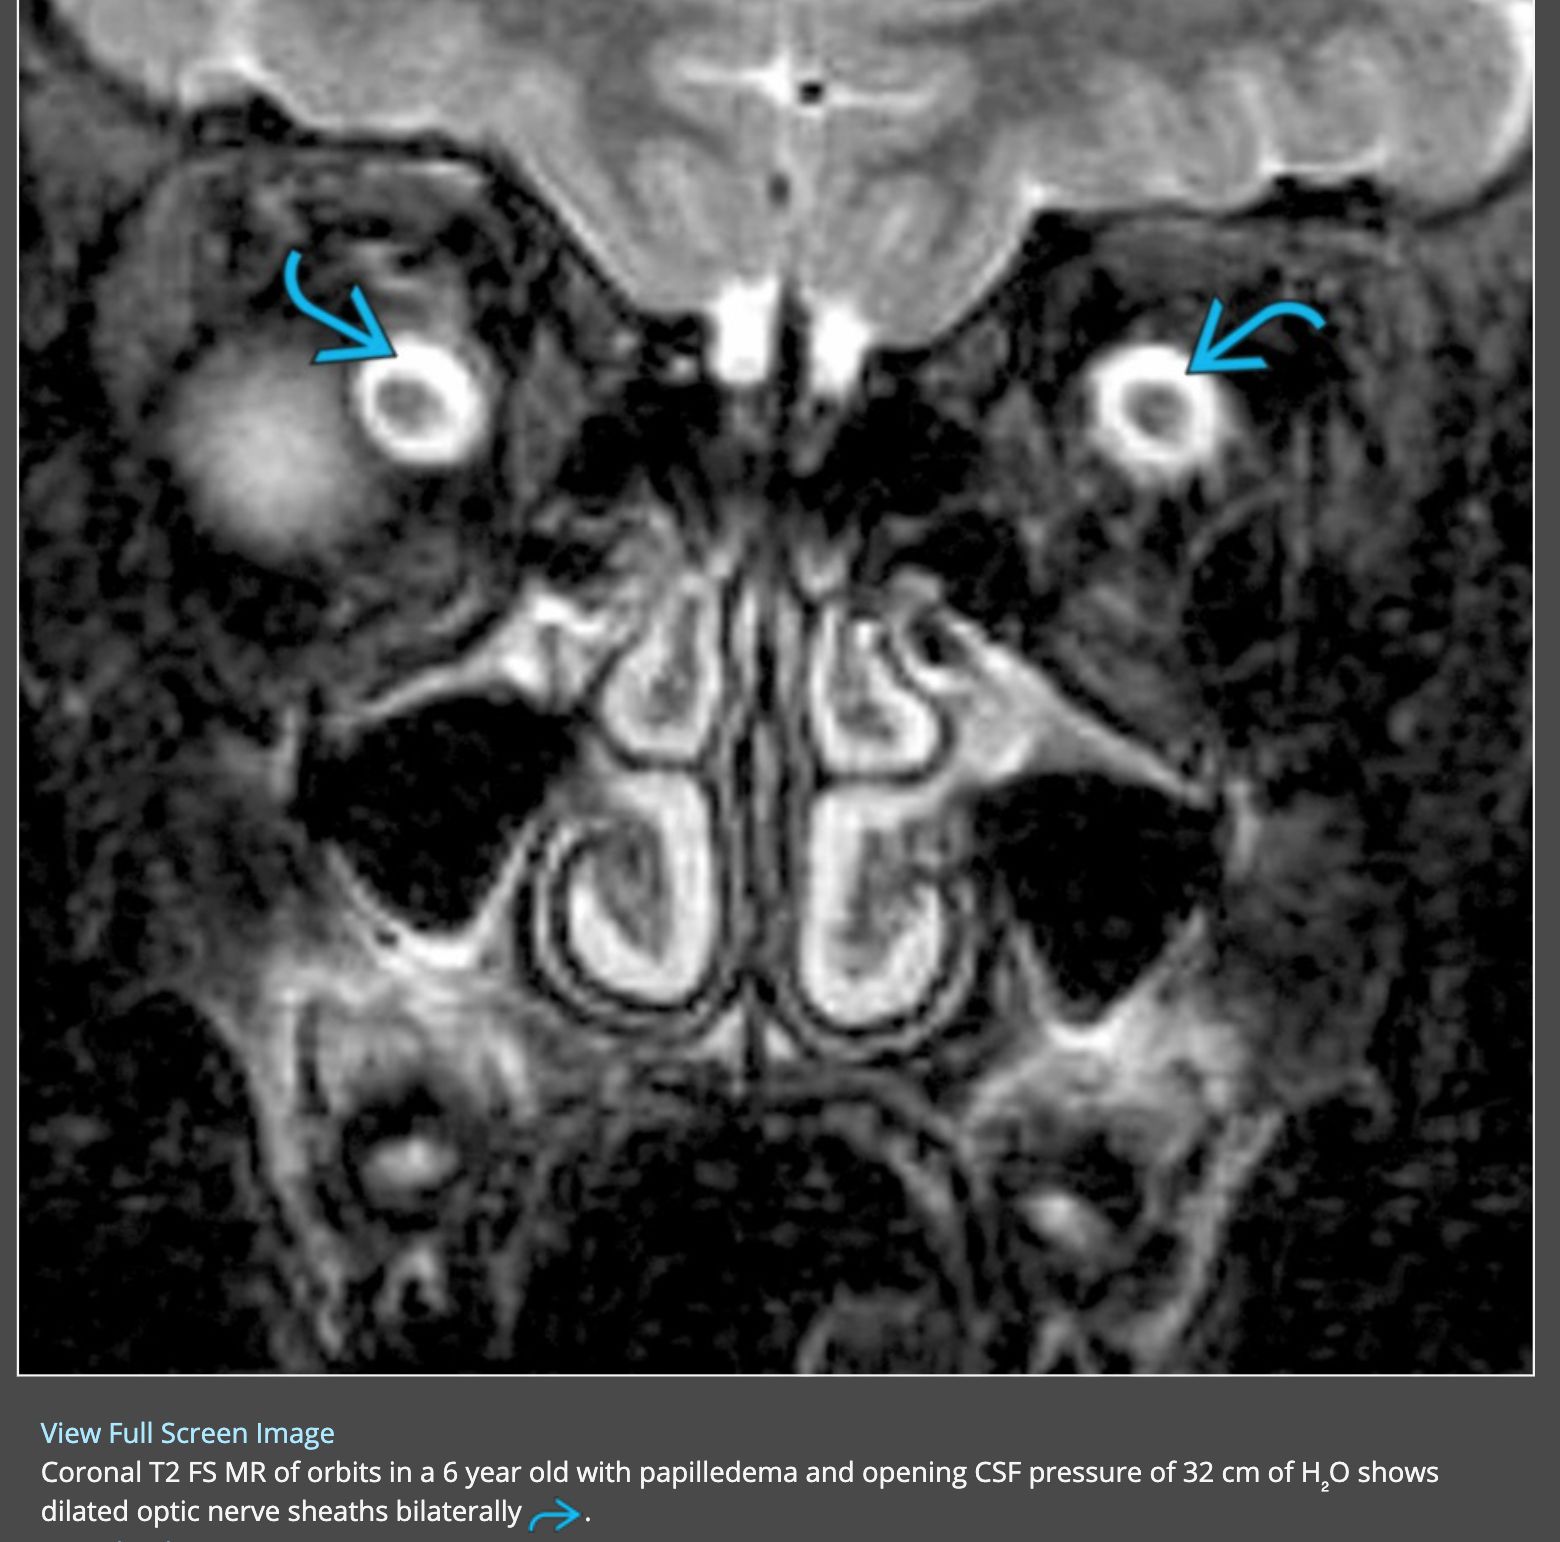 View Full Screen Image
Coronal T2 FS MR of orbits in a 6 year old with papilledema and opening CSF pressure of 32 cm of H₂O shows
dilated optic nerve sheaths bilaterally .